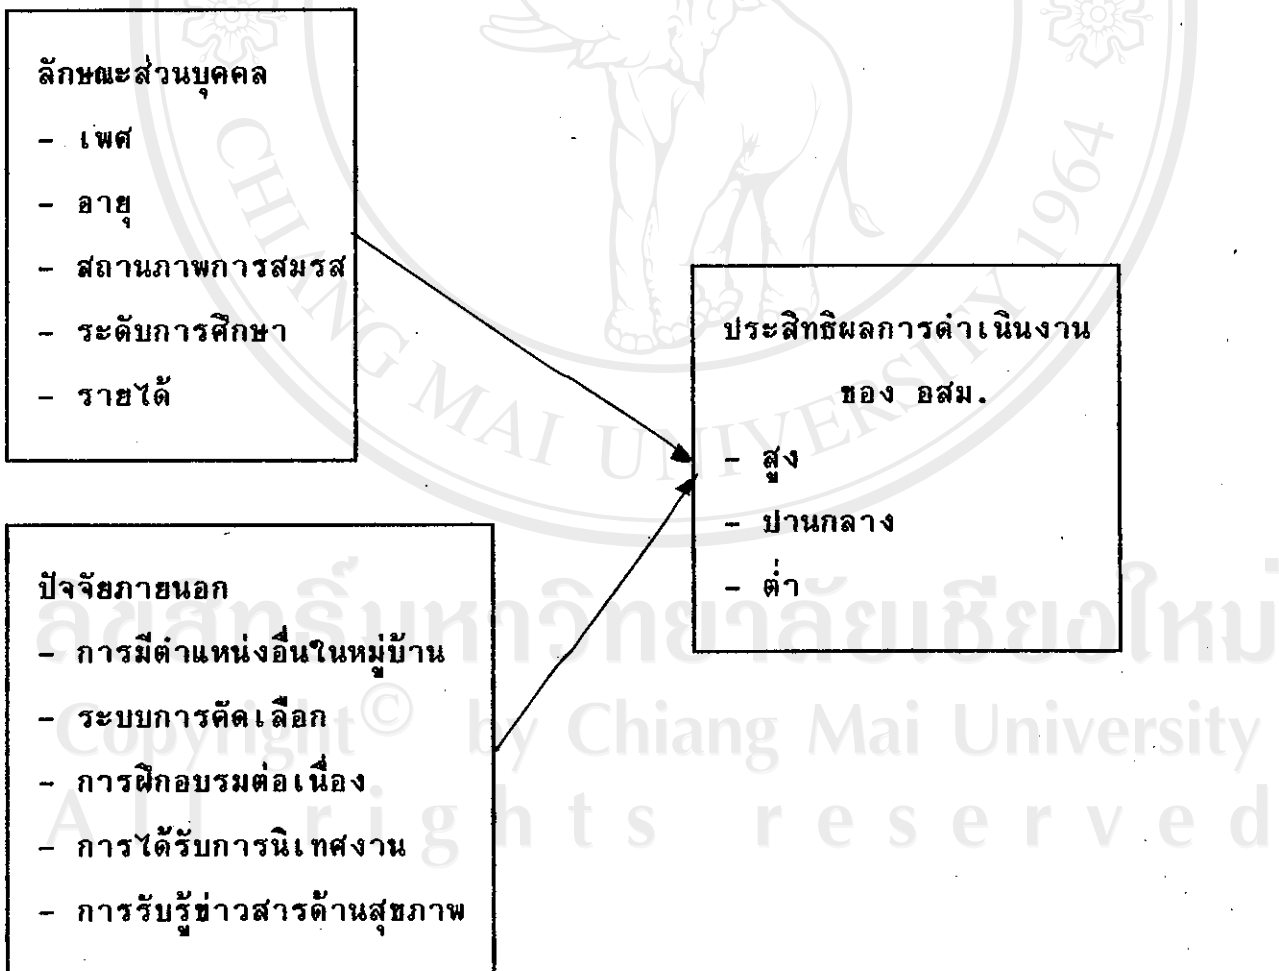 ลักษณะส่วนบุคคล
- เพศ
- อายุ
- สถานภาพการสมรส
- ระดับการศึกษา
- รายได้
ประสิทธิผลการดำเนินงาน
ของ อสม.
- สูง
- ปานกลาง
- ต่ำ
ปัจจัยภายนอก
- การมีตำแหน่งอื่นในหมู่บ้าน
- ระบบการคัดเลือก
- การฝึกอบรมต่อเนื่อง
- การได้รับการนิเทศงาน
- การรับรู้ข่าวสารด้านสุขภาพ
CHIANG MAI UNIVERSITY 1964
ลิขสิทธิ์มหาวิทยาลัยเชียงใหม่
Copyright © by Chiang Mai University
All rights reserved